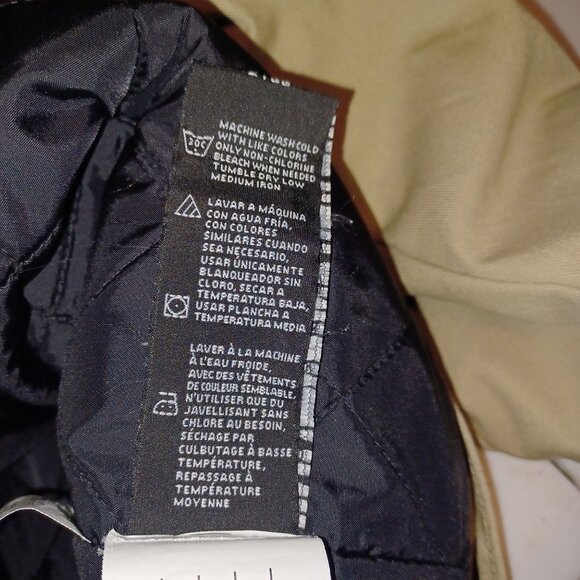 30C
MACHINE WASH COLD
WITH LIKE COLORS
ONLY NON-CHLORINE
BLEACH WHEN NEEDED
TUMBLE DRY LOW
MEDIUM IRON
LAVAR A MÁQUINA
CON AGUA FRÍA,
CON COLORES
SIMILARES CUANDO
SEA NECESARIO,
USAR ÚNICAMENTE
BLANQUEADOR SIN
CLORO, SECAR A
TEMPERATURA BAJA,
USAR PLANCHA A
TEMPERATURA MEDIA
LAVER À LA MACHINE
À L'EAU FROIDE,
AVEC DES VÊTEMENTS
DE COULEUR SEMBLABLE,
N'UTILISER QUE DU
JAVELLISANT SANS
CHLORE AU BESOIN,
SÉCHAGE PAR
CULBUTAGE À BASSE
TEMPÉRATURE,
REPASSAGE À
TEMPÉRATURE
MOYENNE